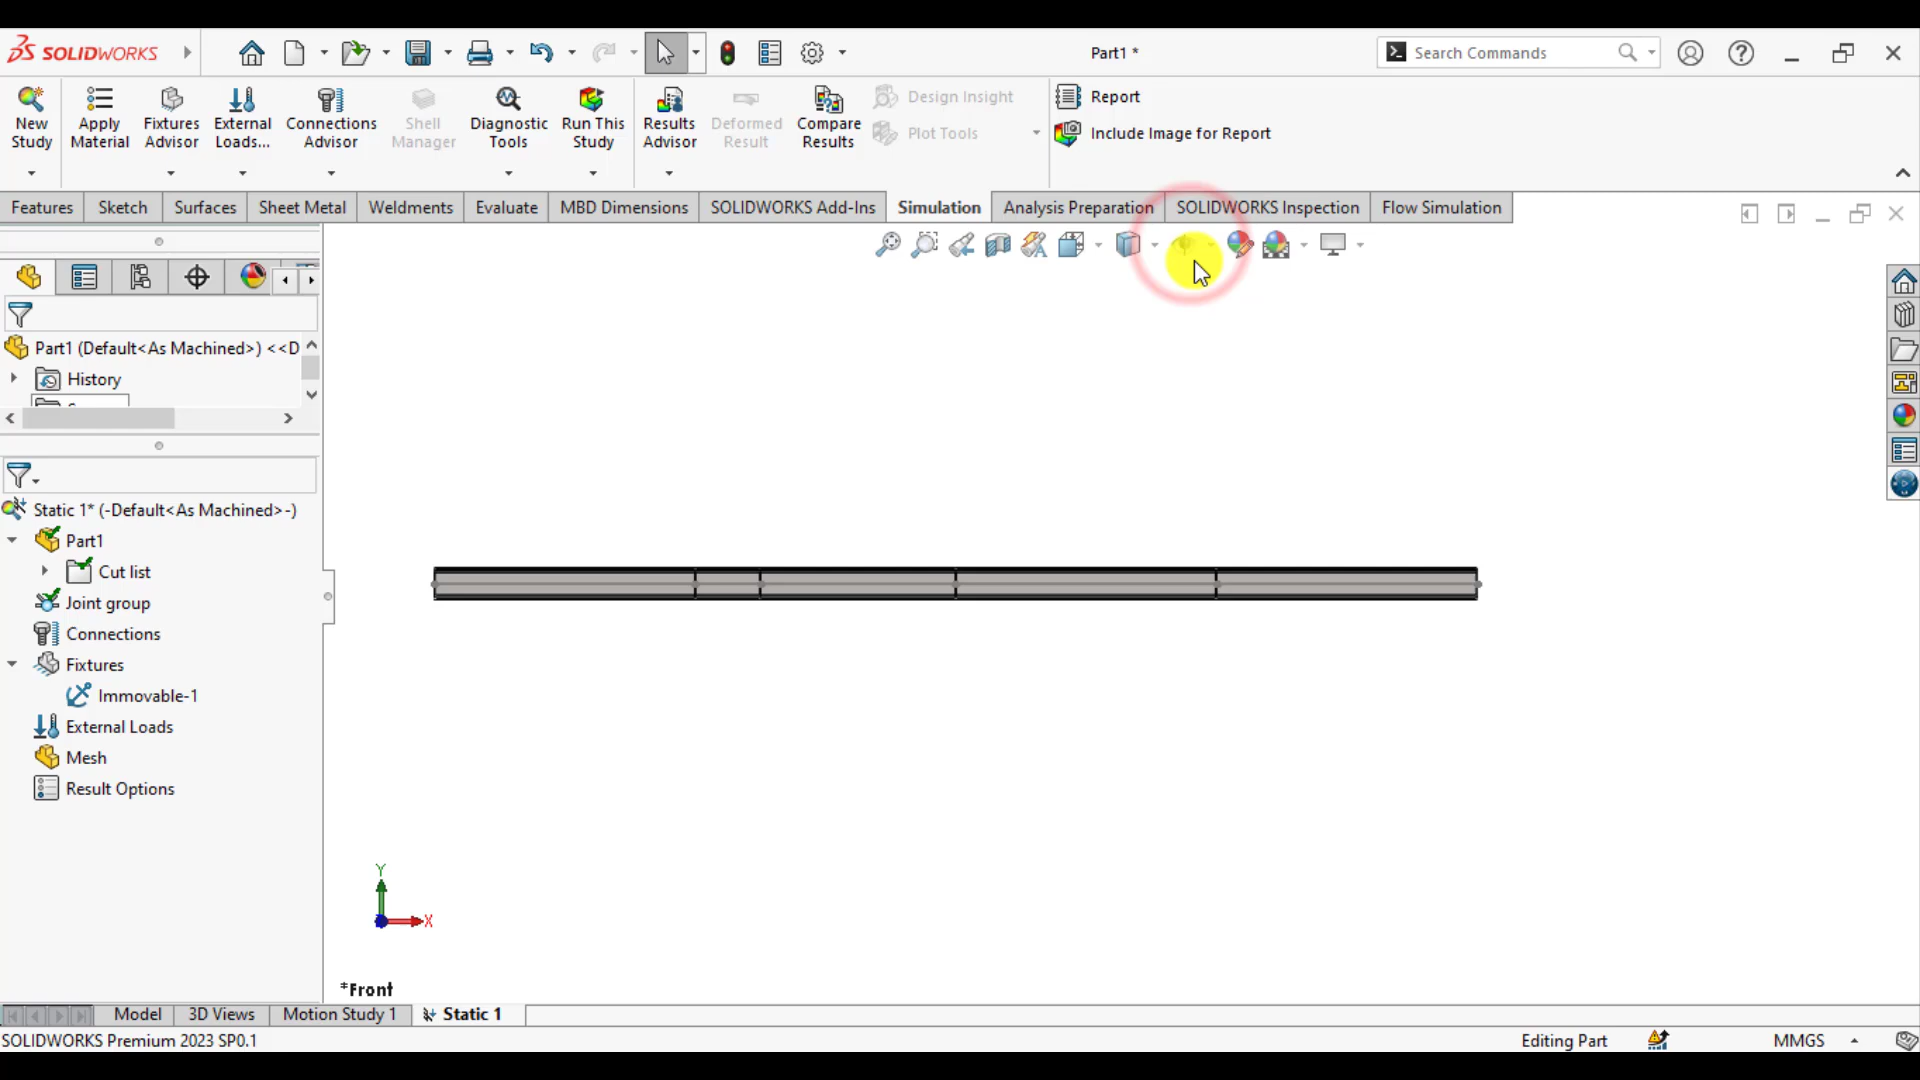 SOLIDWORKS
Part1 *
Search Commands
New Study
Apply Material
Fixtures Advisor
External Loads...
Connections Advisor
Shell Manager
Diagnostic Tools
Run This Study
Results Advisor
Deformed Result
Compare Results
Design Insight
Plot Tools
Report
Include Image for Report
Features
Sketch
Surfaces
Sheet Metal
Weldments
Evaluate
MBD Dimensions
SOLIDWORKS Add-Ins
Simulation
Analysis Preparation
SOLIDWORKS Inspection
Flow Simulation
Part1 (Default<As Machined>) <<D
History
Static 1* (-Default<As Machined>-)
Part1
Cut list
Joint group
Connections
Fixtures
Immovable-1
External Loads
Mesh
Result Options
Y
X
*Front
Model
3D Views
Motion Study 1
Static 1
SOLIDWORKS Premium 2023 SP0.1
Editing Part
MMGS